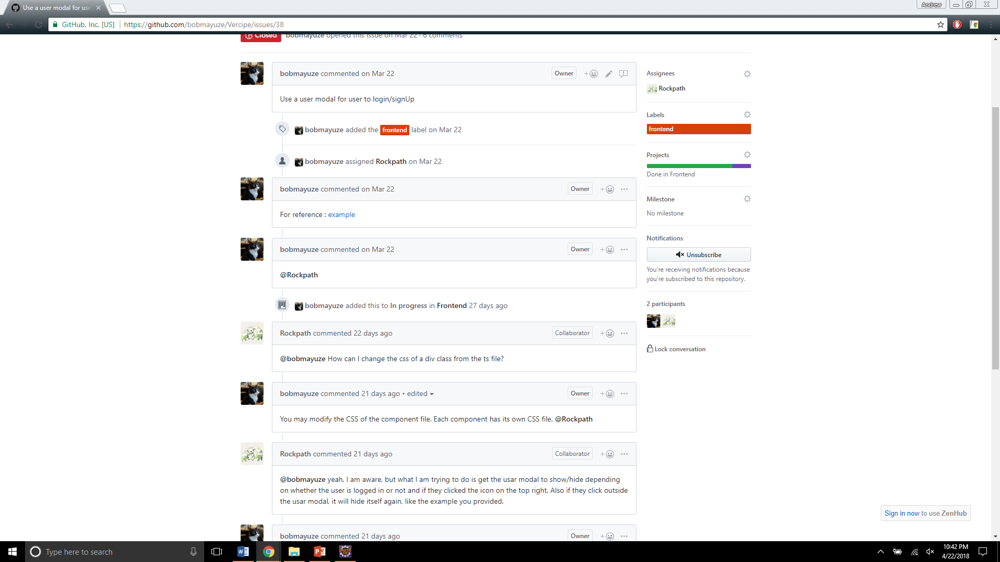 Use a user modal for use
Andrew
GitHub, Inc. [US] https://github.com/bobmayuze/Vercipe/issues/38
Closed bobmayuze opened this issue on Mar 22 · 6 comments
bobmayuze commented on Mar 22 Owner
Use a user modal for user to login/signUp
bobmayuze added the frontend label on Mar 22
bobmayuze assigned Rockpath on Mar 22
bobmayuze commented on Mar 22 Owner
For reference : example
bobmayuze commented on Mar 22 Owner
@Rockpath
bobmayuze added this to In progress in Frontend 27 days ago
Rockpath commented 22 days ago Collaborator
@bobmayuze How can I change the css of a div class from the ts file?
bobmayuze commented 21 days ago • edited Owner
You may modify the CSS of the component file. Each component has its own CSS file. @Rockpath
Rockpath commented 21 days ago Collaborator
@bobmayuze yeah, I am aware, but what I am trying to do is get the usar modal to show/hide depending
on whether the user is logged in or not and if they clicked the icon on the top right. Also if they click outside
the usar modal, it will hide itself again, like the example you provided.
bobmayuze commented 21 days ago Owner
Assignees
Rockpath
Labels
frontend
Projects
Done in Frontend
Milestone
No milestone
Notifications
Unsubscribe
You're receiving notifications because
you're subscribed to this repository.
2 participants
Lock conversation
Sign in now to use ZenHub
Type here to search
10:42 PM
4/22/2018